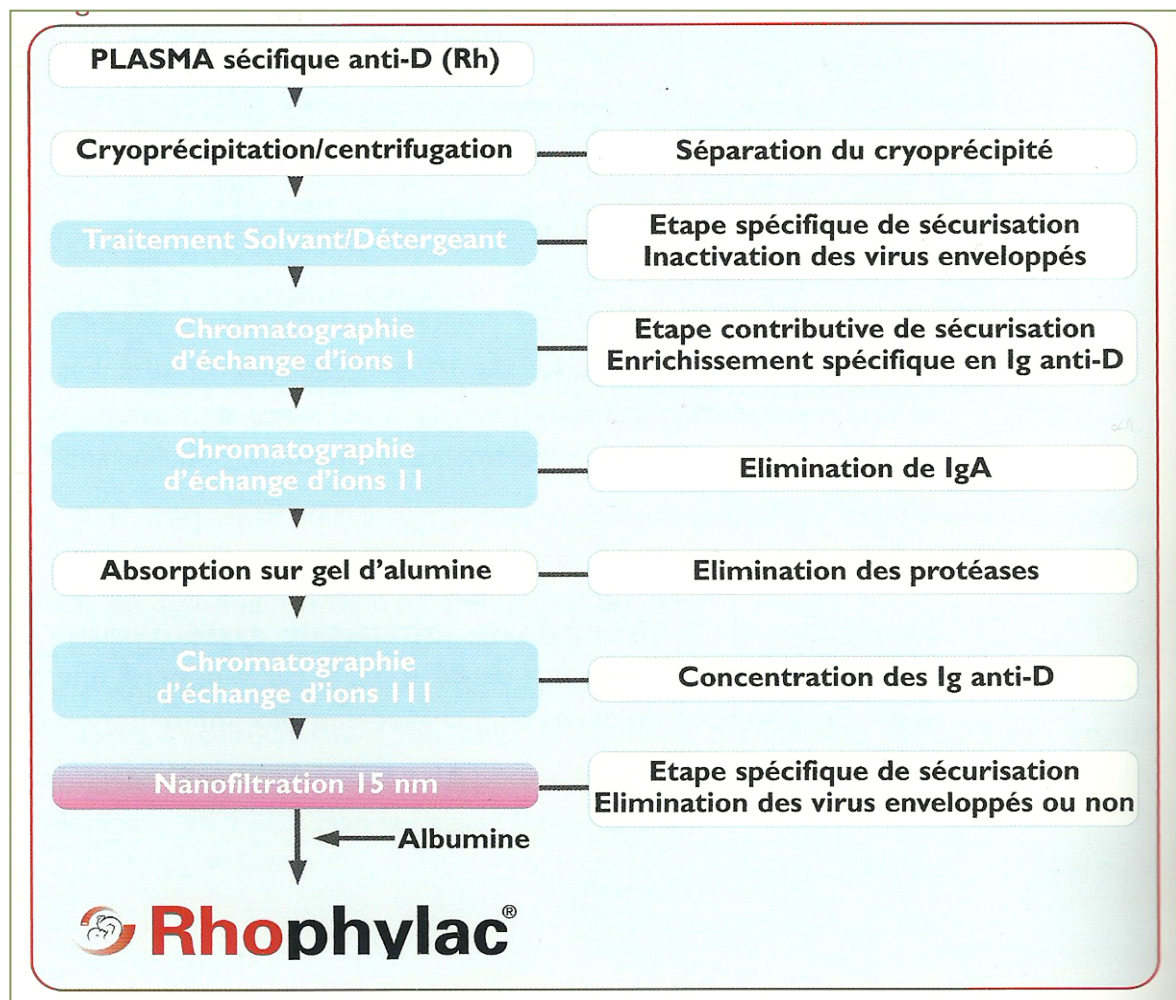 PLASMA sécifique anti-D (Rh)
Cryoprécipitation/centrifugation
Séparation du cryoprécipité
Traitement Solvant/Détergeant
Etape spécifique de sécurisation
Inactivation des virus enveloppés
Chromatographie
d'échange d'ions I
Etape contributive de sécurisation
Enrichissement spécifique en Ig anti-D
Chromatographie
d'échange d'ions II
Elimination de IgA
Absorption sur gel d'alumine
Elimination des protéases
Chromatographie
d'échange d'ions III
Concentration des Ig anti-D
Nanofiltration 15 nm
Etape spécifique de sécurisation
Elimination des virus enveloppés ou non
Albumine
Rhophylac®